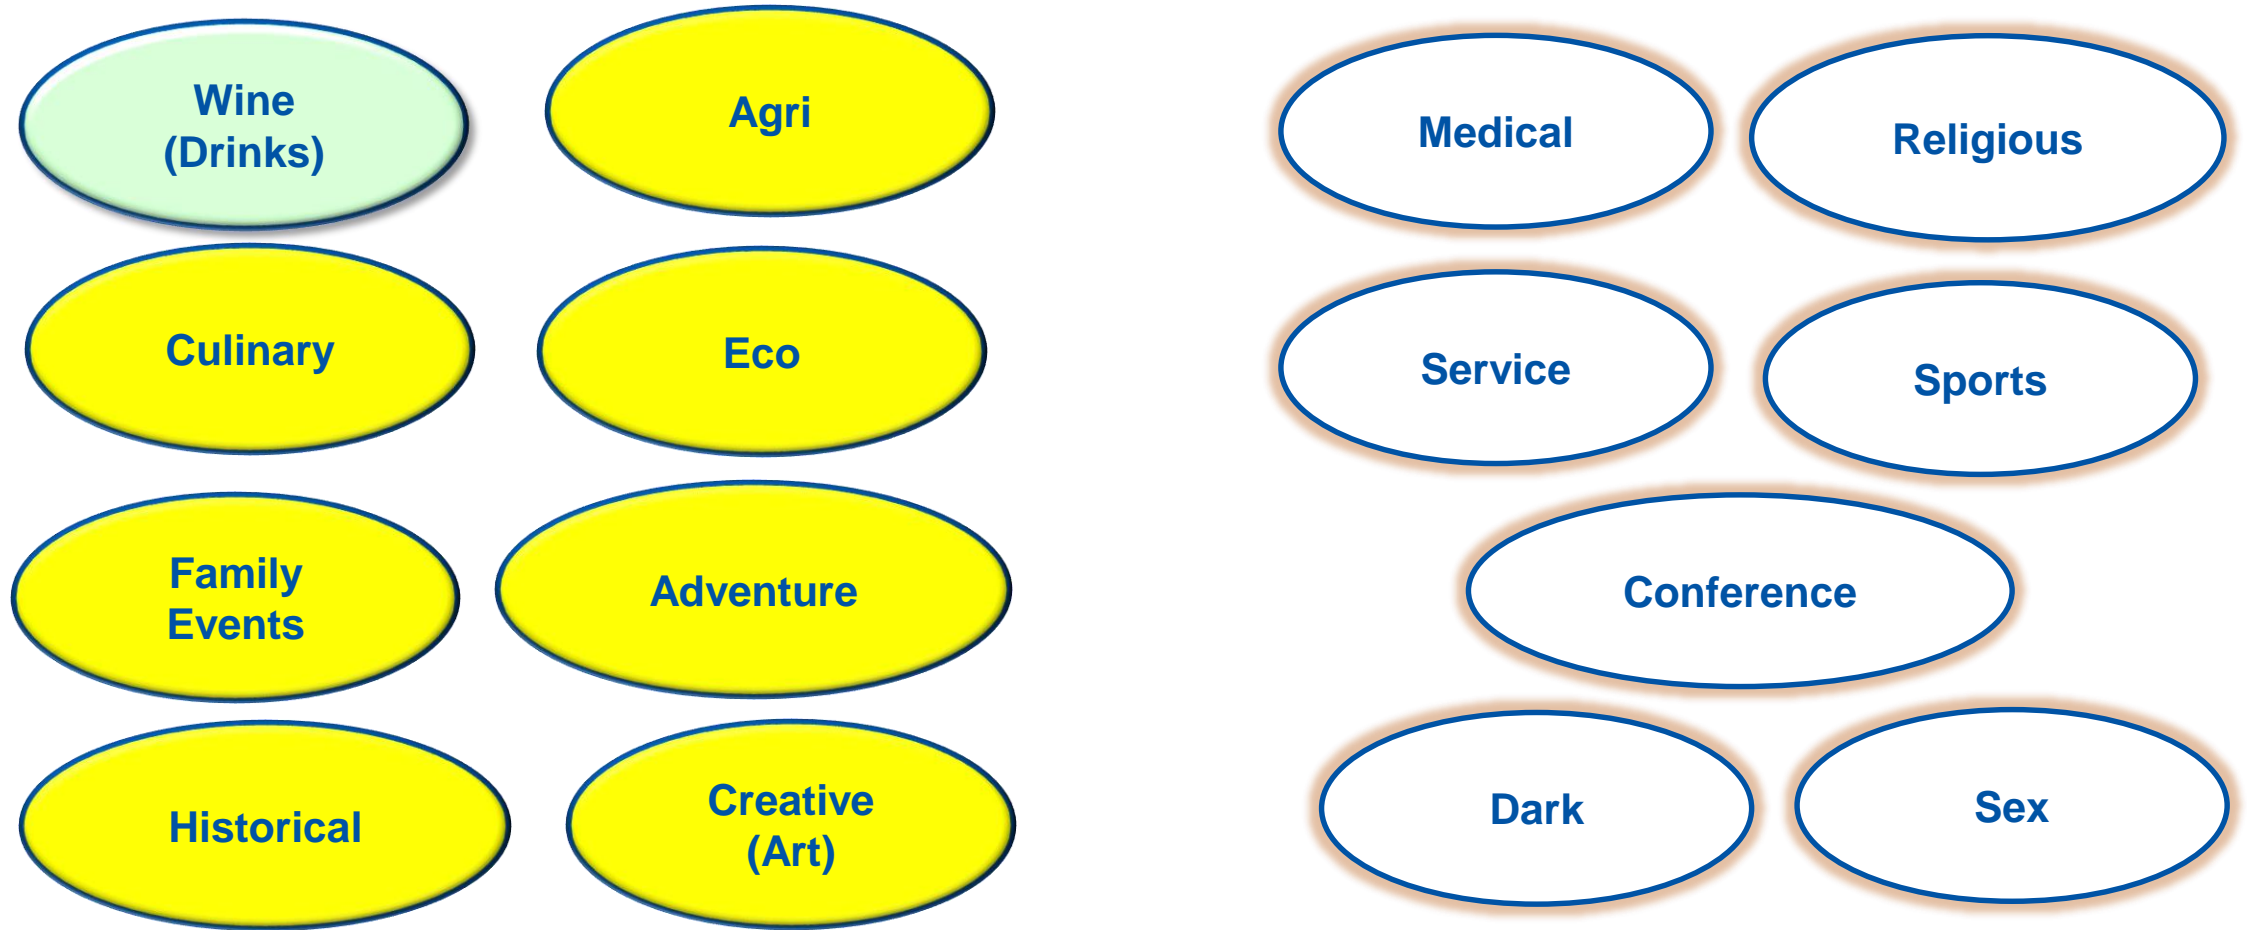 Wine
(Drinks)
Agri
Culinary
Eco
Family
Events
Adventure
Historical
Creative
(Art)
Medical
Religious
Service
Sports
Conference
Dark
Sex